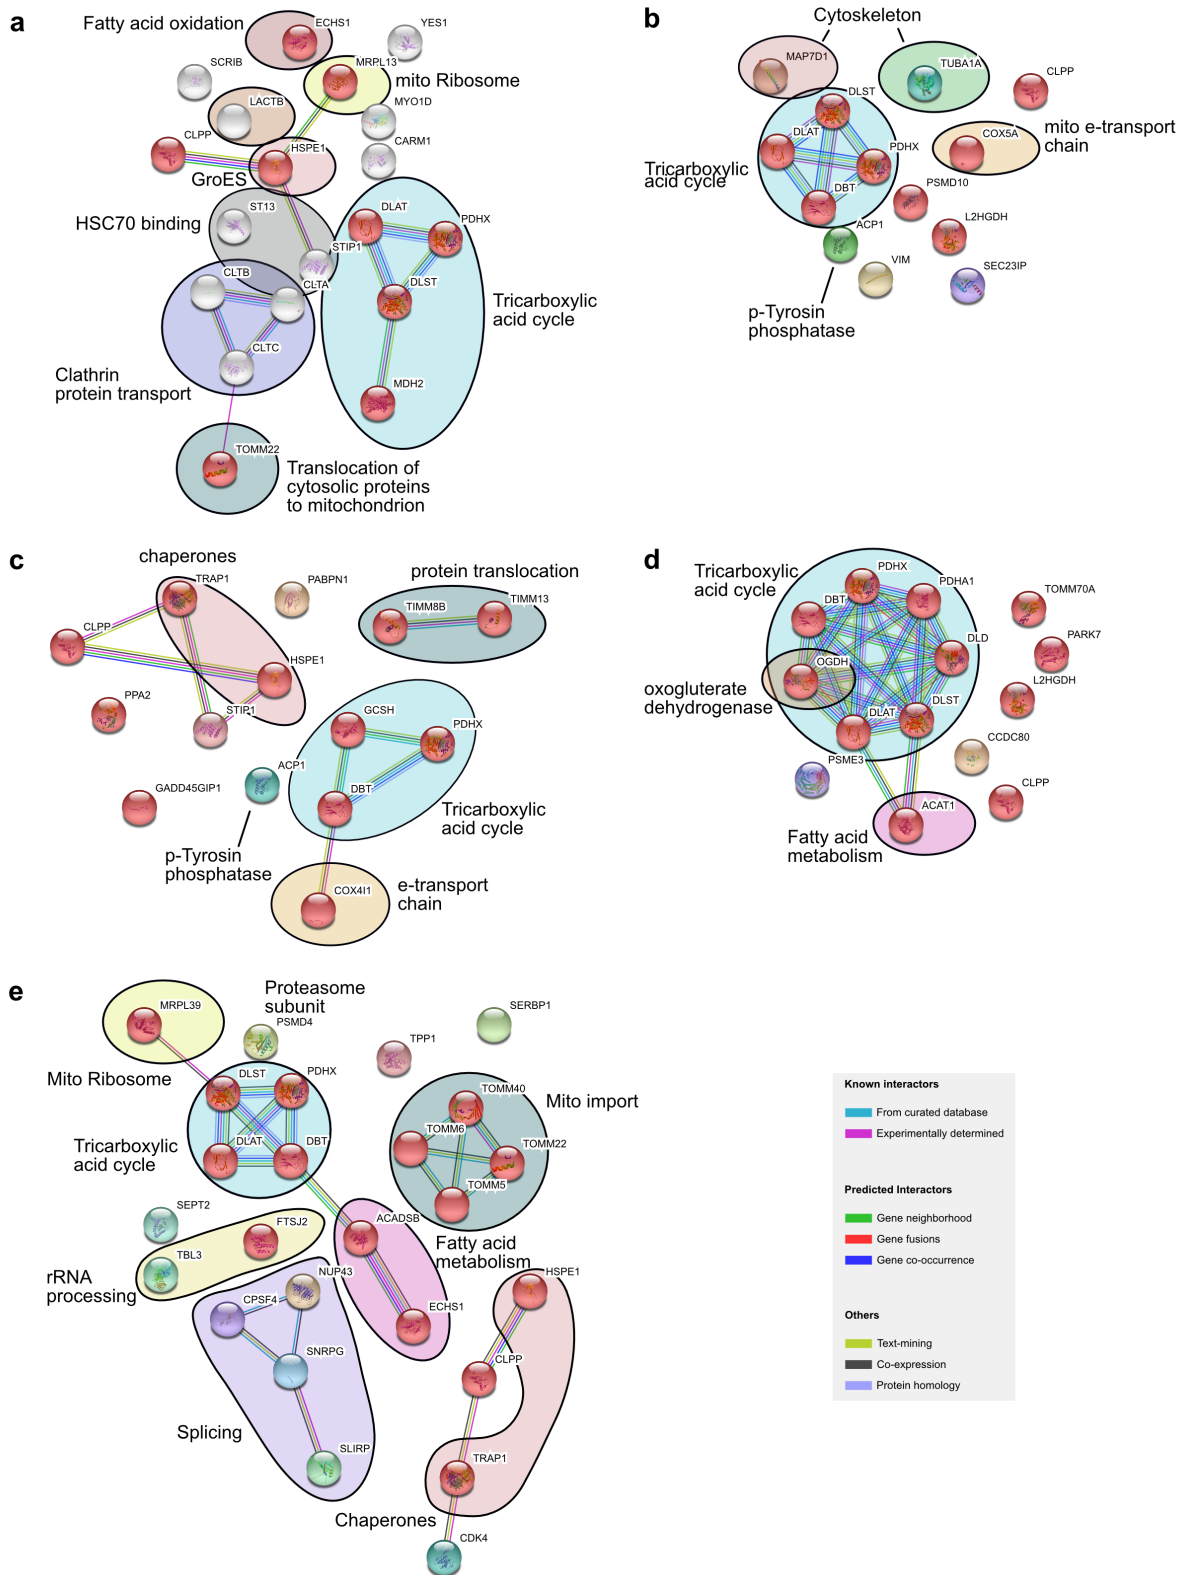 a
Fatty acid oxidation
ECHS1
YES1
SCRIB
MRPL13
mito Ribosome
LACTB
MYO1D
CLPP
HSPE1
CARM1
GroES
ST13
HSC70 binding
DLAT
PDHX
STIP1
CLTB
CLTA
DLST
Tricarboxylic
acid cycle
CLTC
Clathrin
protein transport
MDH2
TOMM22
Translocation of
cytosolic proteins
to mitochondrion
b
Cytoskeleton
MAP7D1
TUBA1A
CLPP
DLST
DLAT
PDHX
COX5A
mito e-transport
chain
Tricarboxylic
acid cycle
DBT
PSMD10
ACP1
L2HGDH
VIM
SEC23IP
p-Tyrosin
phosphatase
c
chaperones
TRAP1
PABPN1
protein translocation
TIMM8B
TIMM13
CLPP
HSPE1
PPA2
STIP1
GCSH
PDHX
ACP1
DBT
GADD45GIP1
Tricarboxylic
acid cycle
p-Tyrosin
phosphatase
COX4I1
e-transport
chain
d
Tricarboxylic
acid cycle
PDHX
PDHA1
TOMM70A
DBT
DLD
PARK7
OGDH
L2HGDH
oxogluterate
dehydrogenase
DLAT
DLST
CCDC80
PSME3
CLPP
ACAT1
Fatty acid
metabolism
e
MRPL39
Proteasome
subunit
PSMD4
SERBP1
TPP1
Mito Ribosome
DLST
PDHX
TOMM40
Mito import
TOMM6
TOMM22
Tricarboxylic
acid cycle
DLAT
DBT
TOMM5
SEPT2
FTSJ2
ACADSB
Fatty acid
metabolism
TBL3
rRNA
processing
NUP43
HSPE1
CPSF4
ECHS1
SNRPG
CLPP
Splicing
SLIRP
TRAP1
Chaperones
CDK4
Known interactors
From curated database
Experimentally determined
Predicted Interactors
Gene neighborhood
Gene fusions
Gene co-occurrence
Others
Text-mining
Co-expression
Protein homology